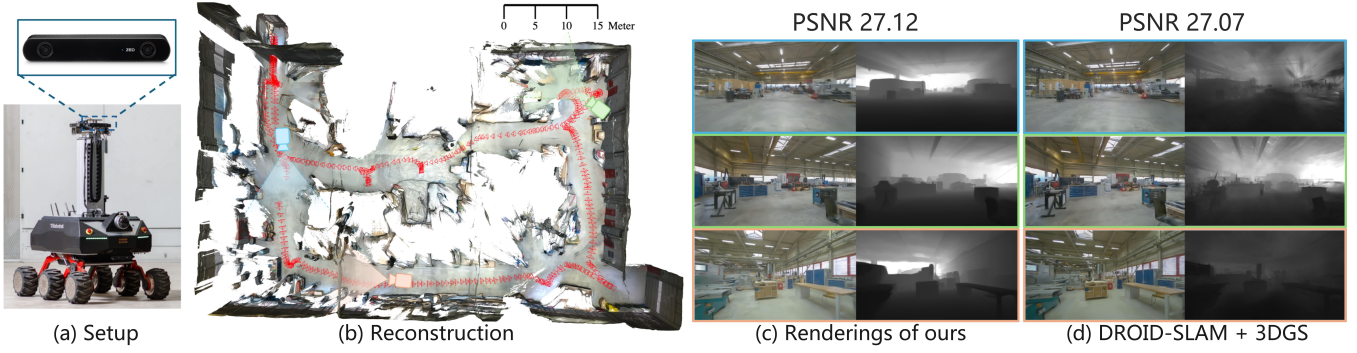 ZED
0 5 10 15 Meter
PSNR 27.12
PSNR 27.07
(a) Setup
(b) Reconstruction
(c) Renderings of ours
(d) DROID-SLAM + 3DGS